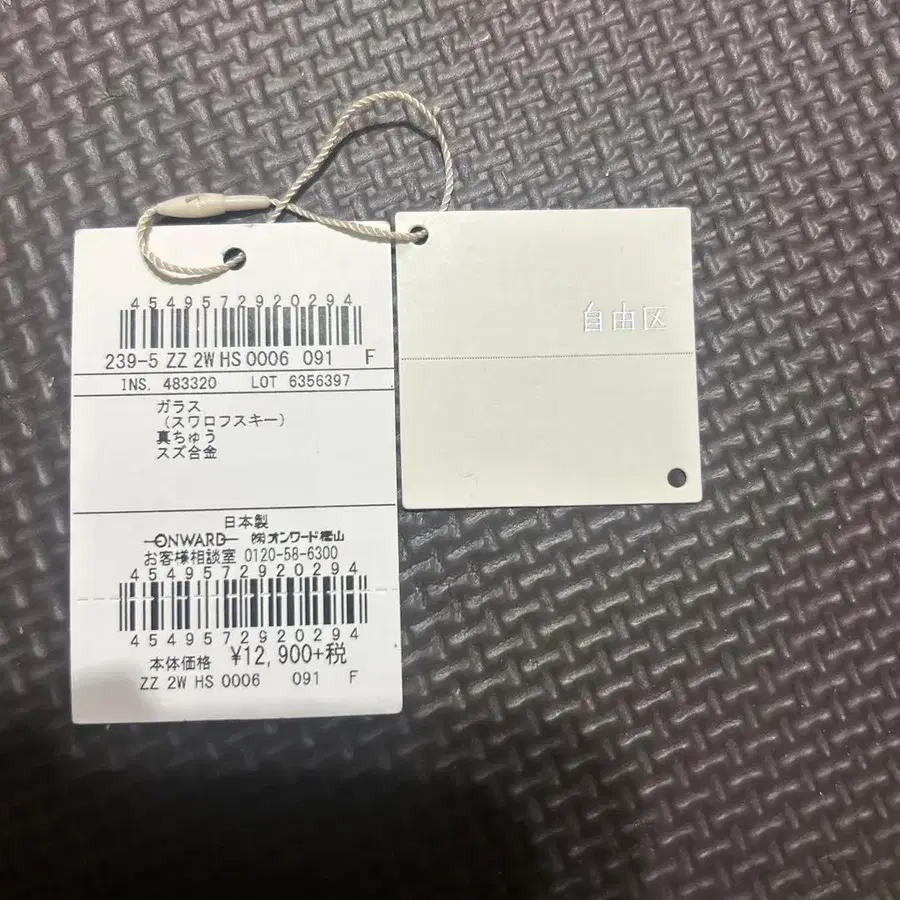 4549572920294
239-5 ZZ 2W HS 0006 091 F
INS. 483320 LOT 6356397
ガラス
（スワロフスキー）
真ちゅう
スズ合金
日本製
ONWARD ㈱オンワード樫山
お客様相談室 0120-58-6300
4549572920294
4549572920294
本体価格 ¥12,900+税
ZZ 2W HS 0006 091 F
自由区